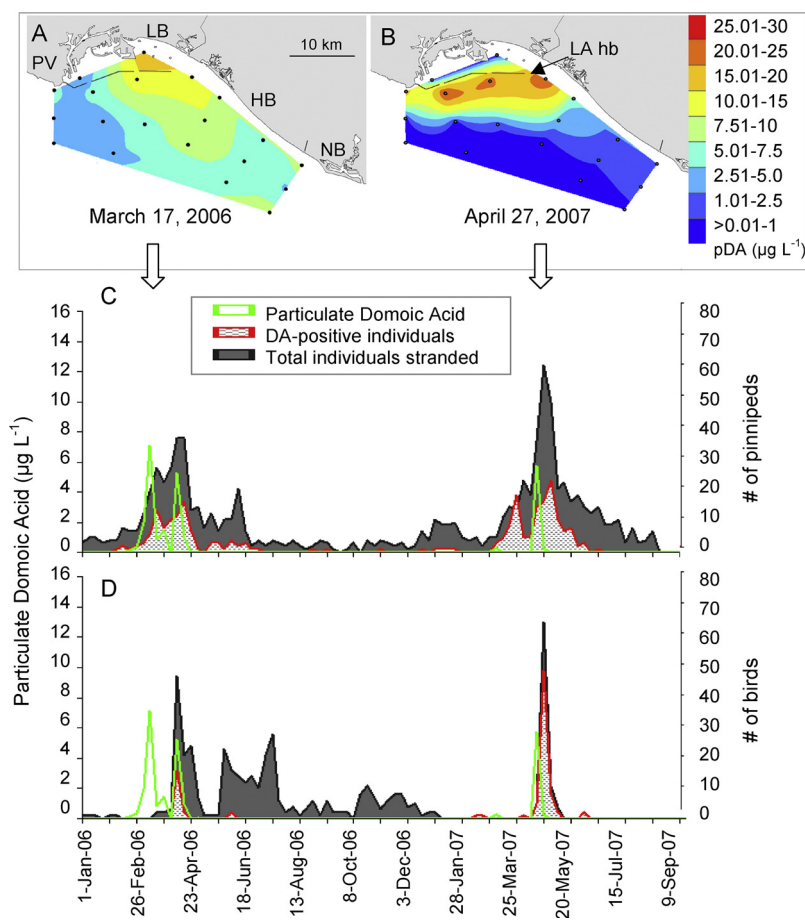 A
LB
10 km
PV
HB
NB
March 17, 2006
B
LA hb
April 27, 2007
25.01-30
20.01-25
15.01-20
10.01-15
7.51-10
5.01-7.5
2.51-5.0
1.01-2.5
>0.01-1
pDA (µg L⁻¹)
C
Particulate Domoic Acid
DA-positive individuals
Total individuals stranded
16
14
12
10
8
6
4
2
0
80
70
60
50
40
30
20
10
0
# of pinnipeds
Particulate Domoic Acid (µg L⁻¹)
D
16
14
12
10
8
6
4
2
0
80
70
60
50
40
30
20
10
0
# of birds
1-Jan-06
26-Feb-06
23-Apr-06
18-Jun-06
13-Aug-06
8-Oct-06
3-Dec-06
28-Jan-07
25-Mar-07
20-May-07
15-Jul-07
9-Sep-07